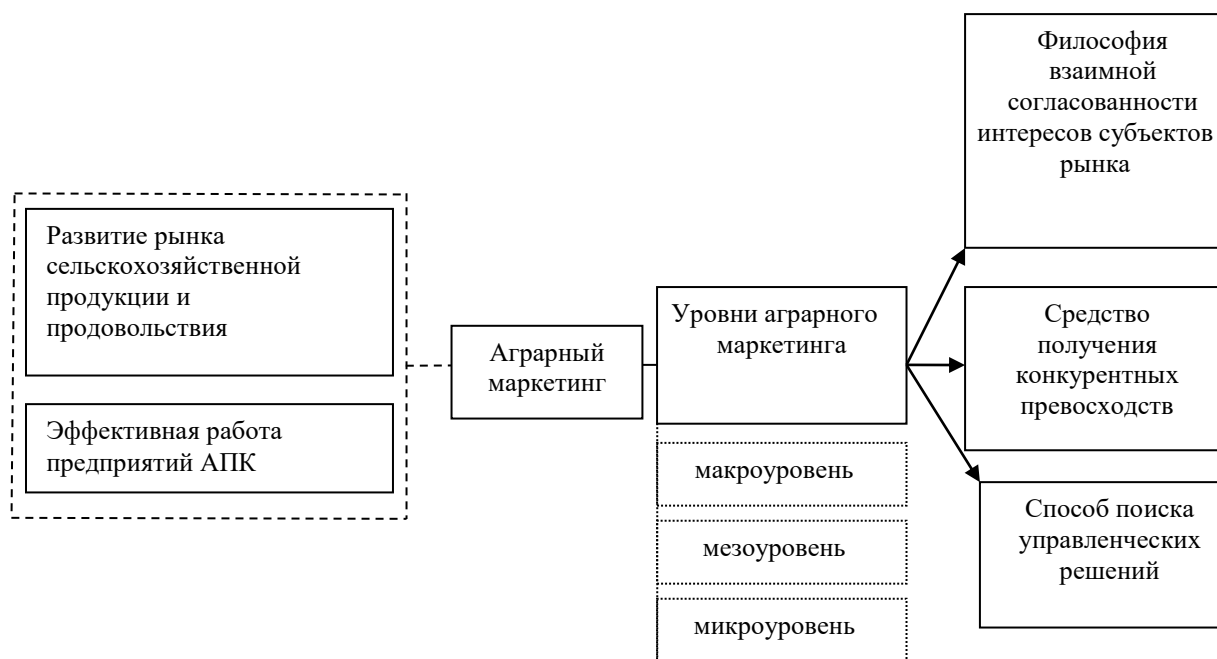 Развитие рынка
сельскохозяйственной
продукции и
продовольствия
Эффективная работа
предприятий АПК
Аграрный
маркетинг
Уровни аграрного
маркетинга
макроуровень
мезоуровень
микроуровень
Философия
взаимной
согласованности
интересов субъектов
рынка
Средство
получения
конкурентных
превосходств
Способ поиска
управленческих
решений